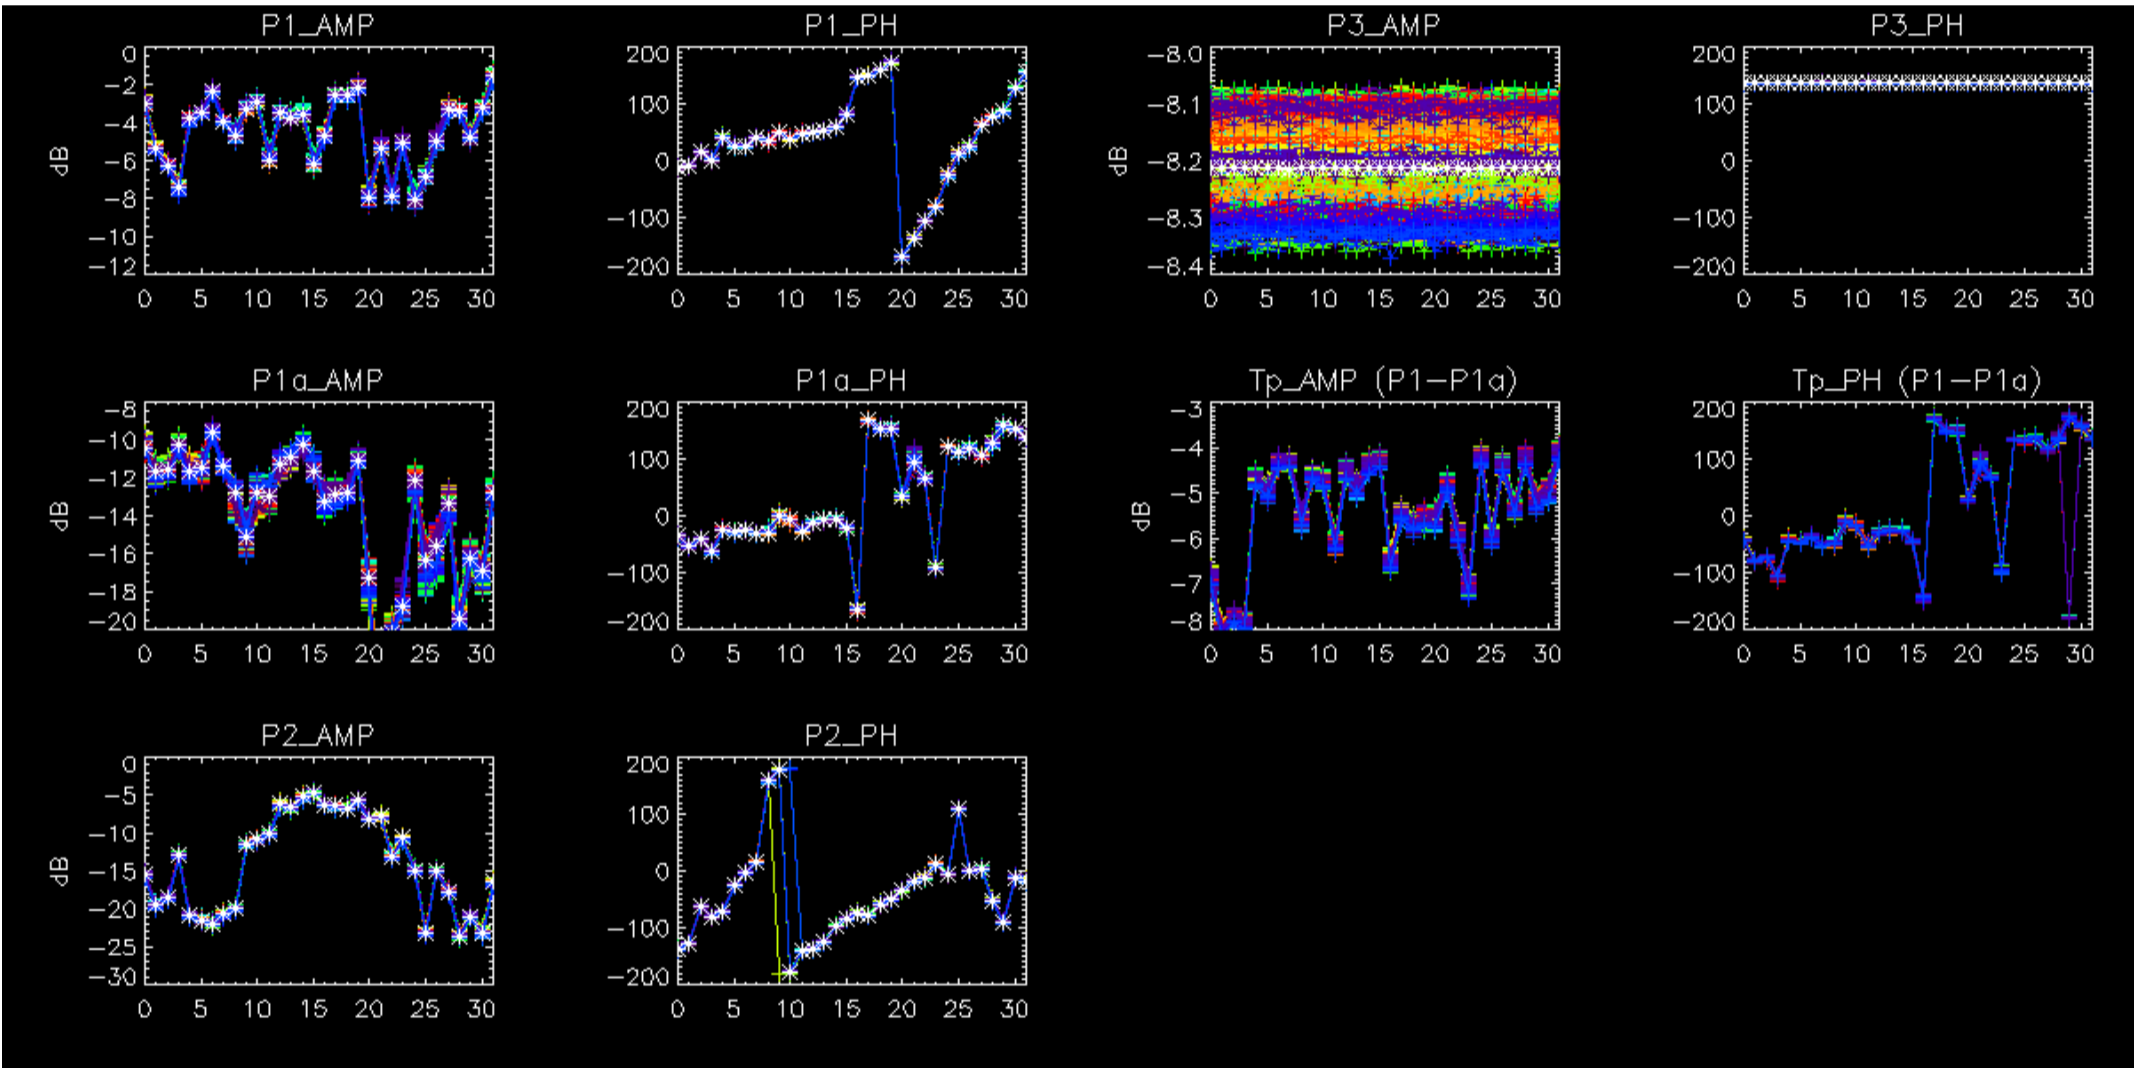 P1_AMP P1_PH P3_AMP P3_PH
0 200 -8.0 200
-2 100 -8.1 100
-4 0 -8.2 0
-6 -100 -8.3 -100
-8 -200 -8.4 -200
-10
-12
dB dB
0 5 10 15 20 25 30 0 5 10 15 20 25 30 0 5 10 15 20 25 30 0 5 10 15 20 25 30
P1a_AMP P1a_PH Tp_AMP (P1-P1a) Tp_PH (P1-P1a)
-8 200 -3 200
-10 100 -4 100
-12 0 -5 0
-14 -100 -6 -100
-16 -200 -7 -200
-18 -8
-20
dB dB
0 5 10 15 20 25 30 0 5 10 15 20 25 30 0 5 10 15 20 25 30 0 5 10 15 20 25 30
P2_AMP P2_PH
0 200
-5 100
-10 0
-15 -100
-20 -200
-25
-30
dB
0 5 10 15 20 25 30 0 5 10 15 20 25 30